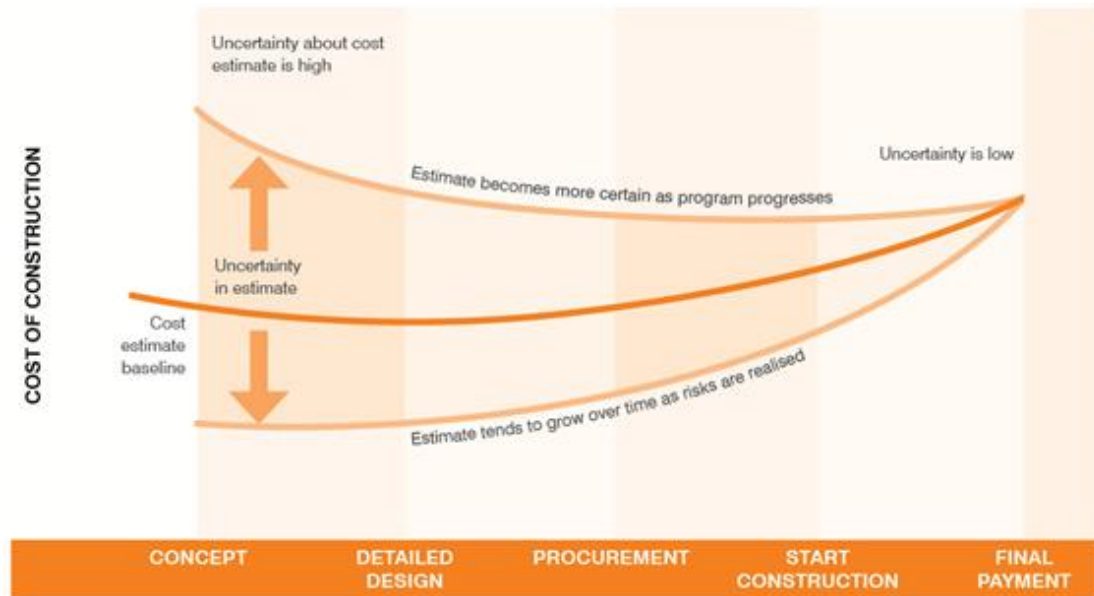 Uncertainty about cost
estimate is high
Uncertainty is low
Estimate becomes more certain as program progresses
Uncertainty
in estimate
Cost
estimate
baseline
Estimate tends to grow over time as risks are realised
COST OF CONSTRUCTION
CONCEPT
DETAILED
DESIGN
PROCUREMENT
START
CONSTRUCTION
FINAL
PAYMENT